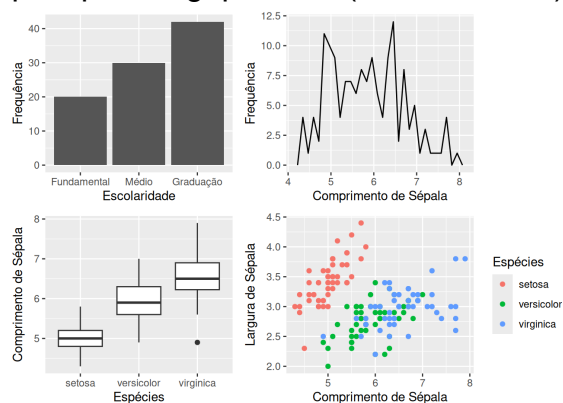 40
30
20
10
0
Frequência
Fundamental Médio Graduação
Escolaridade
12.5
10.0
7.5
5.0
2.5
0.0
Frequência
4 5 6 7 8
Comprimento de Sépala
8
7
6
5
Comprimento de Sépala
setosa versicolor virgínica
Espécies
4.5
4.0
3.5
3.0
2.5
2.0
Largura de Sépala
5 6 7 8
Comprimento de Sépala
Espécies
setosa
versicolor
virgínica